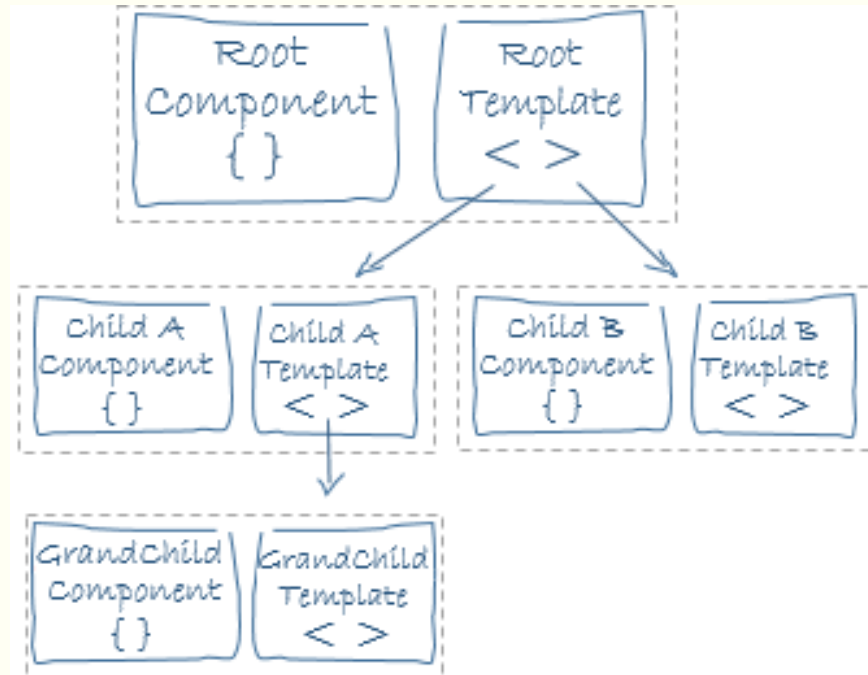 Root
Component
{ }
Root
Template
< >
Child A
Component
{ }
Child A
Template
< >
Child B
Component
{ }
Child B
Template
< >
GrandChild
Component
{ }
GrandChild
Template
< >